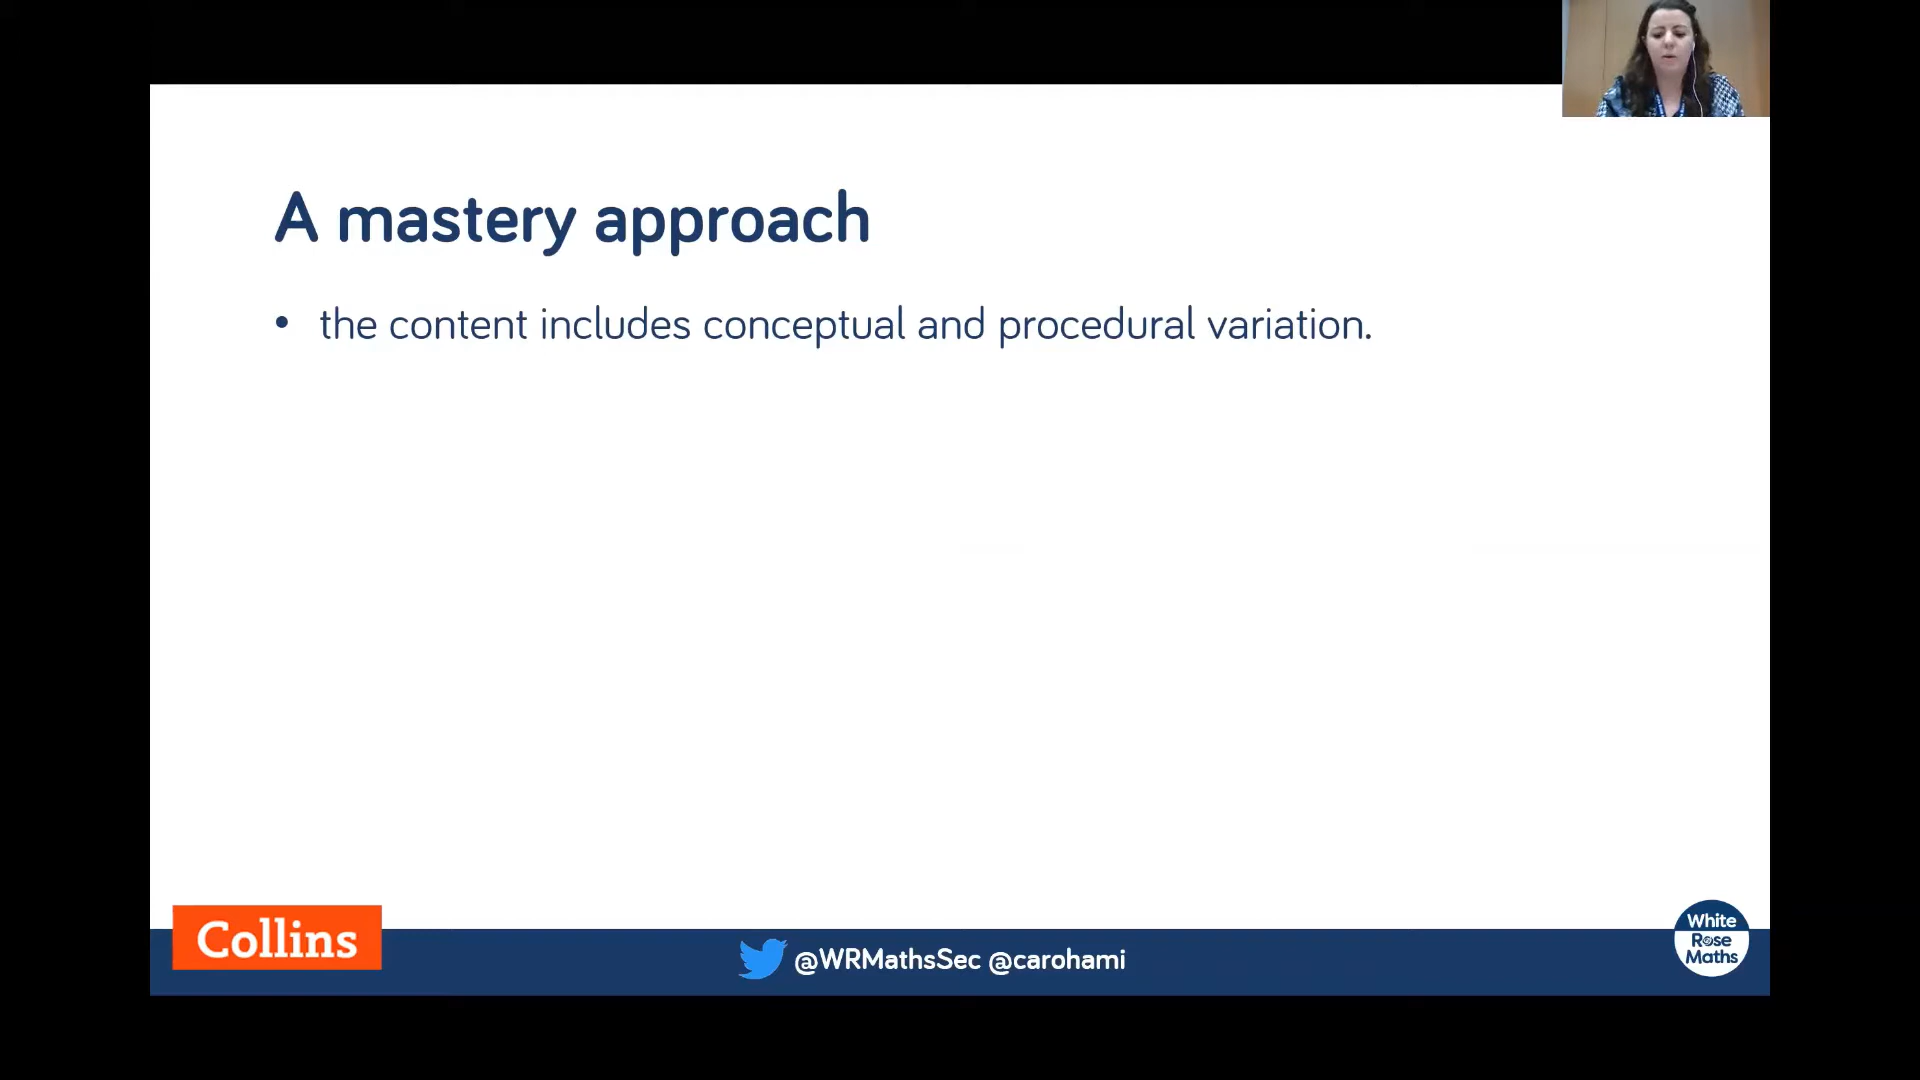 A mastery approach
• the content includes conceptual and procedural variation.
Collins
@WRMathsSec @carohami
White
Rose
Maths